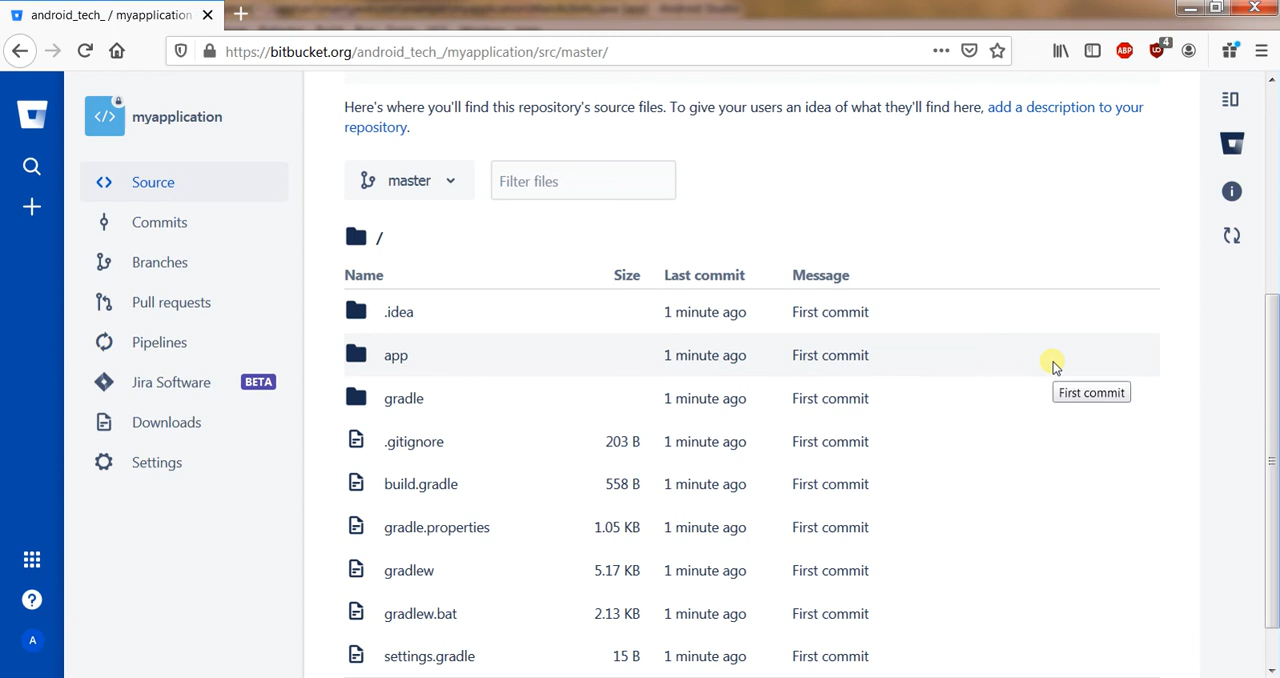 android_tech_ / myapplication
https://bitbucket.org/android_tech_/myapplication/src/master/
ABP
4
myapplication
Source
Commits
Branches
Pull requests
Pipelines
Jira Software BETA
Downloads
Settings
A
Here's where you'll find this repository's source files. To give your users an idea of what they'll find here, add a description to your
repository.
master
Filter files
/
Name Size Last commit Message
.idea 1 minute ago First commit
app 1 minute ago First commit
First commit
gradle 1 minute ago First commit
.gitignore 203 B 1 minute ago First commit
build.gradle 558 B 1 minute ago First commit
gradle.properties 1.05 KB 1 minute ago First commit
gradlew 5.17 KB 1 minute ago First commit
gradlew.bat 2.13 KB 1 minute ago First commit
settings.gradle 15 B 1 minute ago First commit